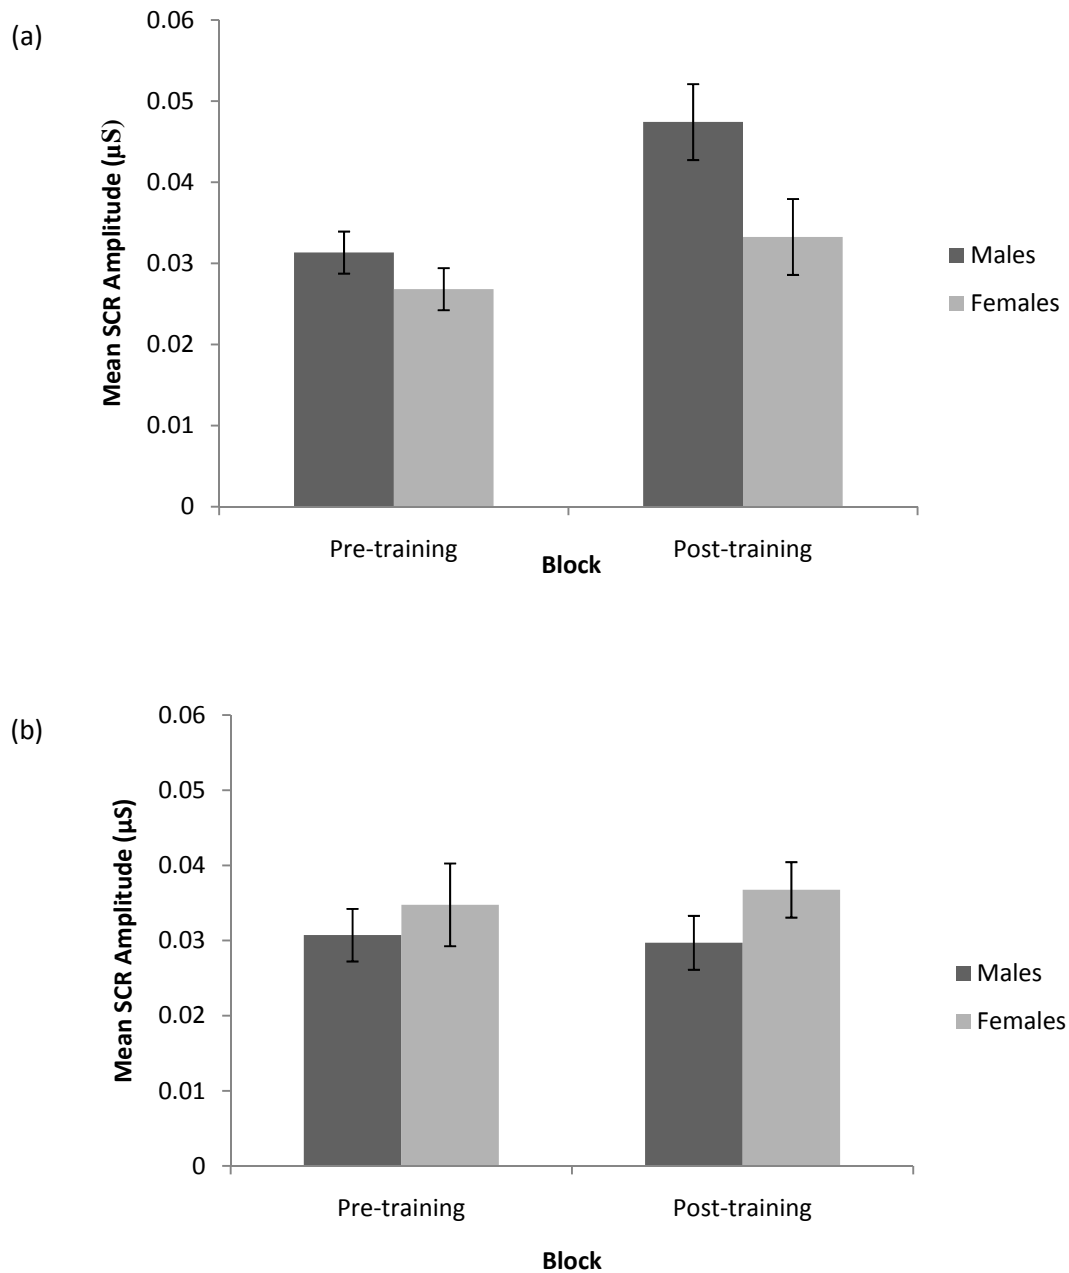 (a)
Mean SCR Amplitude (µS)
0.06
0.05
0.04
0.03
0.02
0.01
0
Pre-training
Post-training
Block
Males
Females
(b)
Mean SCR Amplitude (µS)
0.06
0.05
0.04
0.03
0.02
0.01
0
Pre-training
Post-training
Block
Males
Females